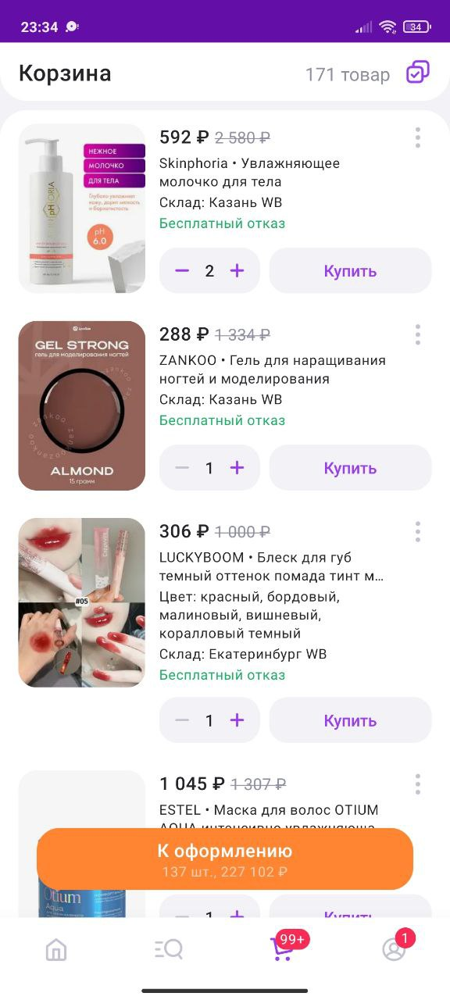 23:34
34
Корзина
171 товар
592 ₽ 2 580 ₽
Skinphoria • Увлажняющее
молочко для тела
Склад: Казань WB
Бесплатный отказ
НЕЖНОЕ
МОЛОЧКО
ДЛЯ ТЕЛА
Глубоко увлажняет
кожу, дарит мягкость
и бархатистость
pH
6.0
2
Купить
288 ₽ 1 334 ₽
ZANKOO • Гель для наращивания
ногтей и моделирования
Склад: Казань WB
Бесплатный отказ
GEL STRONG
гель для моделирования ногтей
zankoo
ALMOND
15 грамм
1
Купить
306 ₽ 1 000 ₽
LUCKYBOOM • Блеск для губ
темный оттенок помада тинт м...
Цвет: красный, бордовый,
малиновый, вишневый,
коралловый темный
Склад: Екатеринбург WB
Бесплатный отказ
#05
1
Купить
1 045 ₽ 1 307 ₽
ESTEL • Маска для волос OTIUM
AQUA интенсивно увлажняюща
К оформлению
137 шт., 227 102 ₽
Otium
Aqua
1
Купить
99+
1